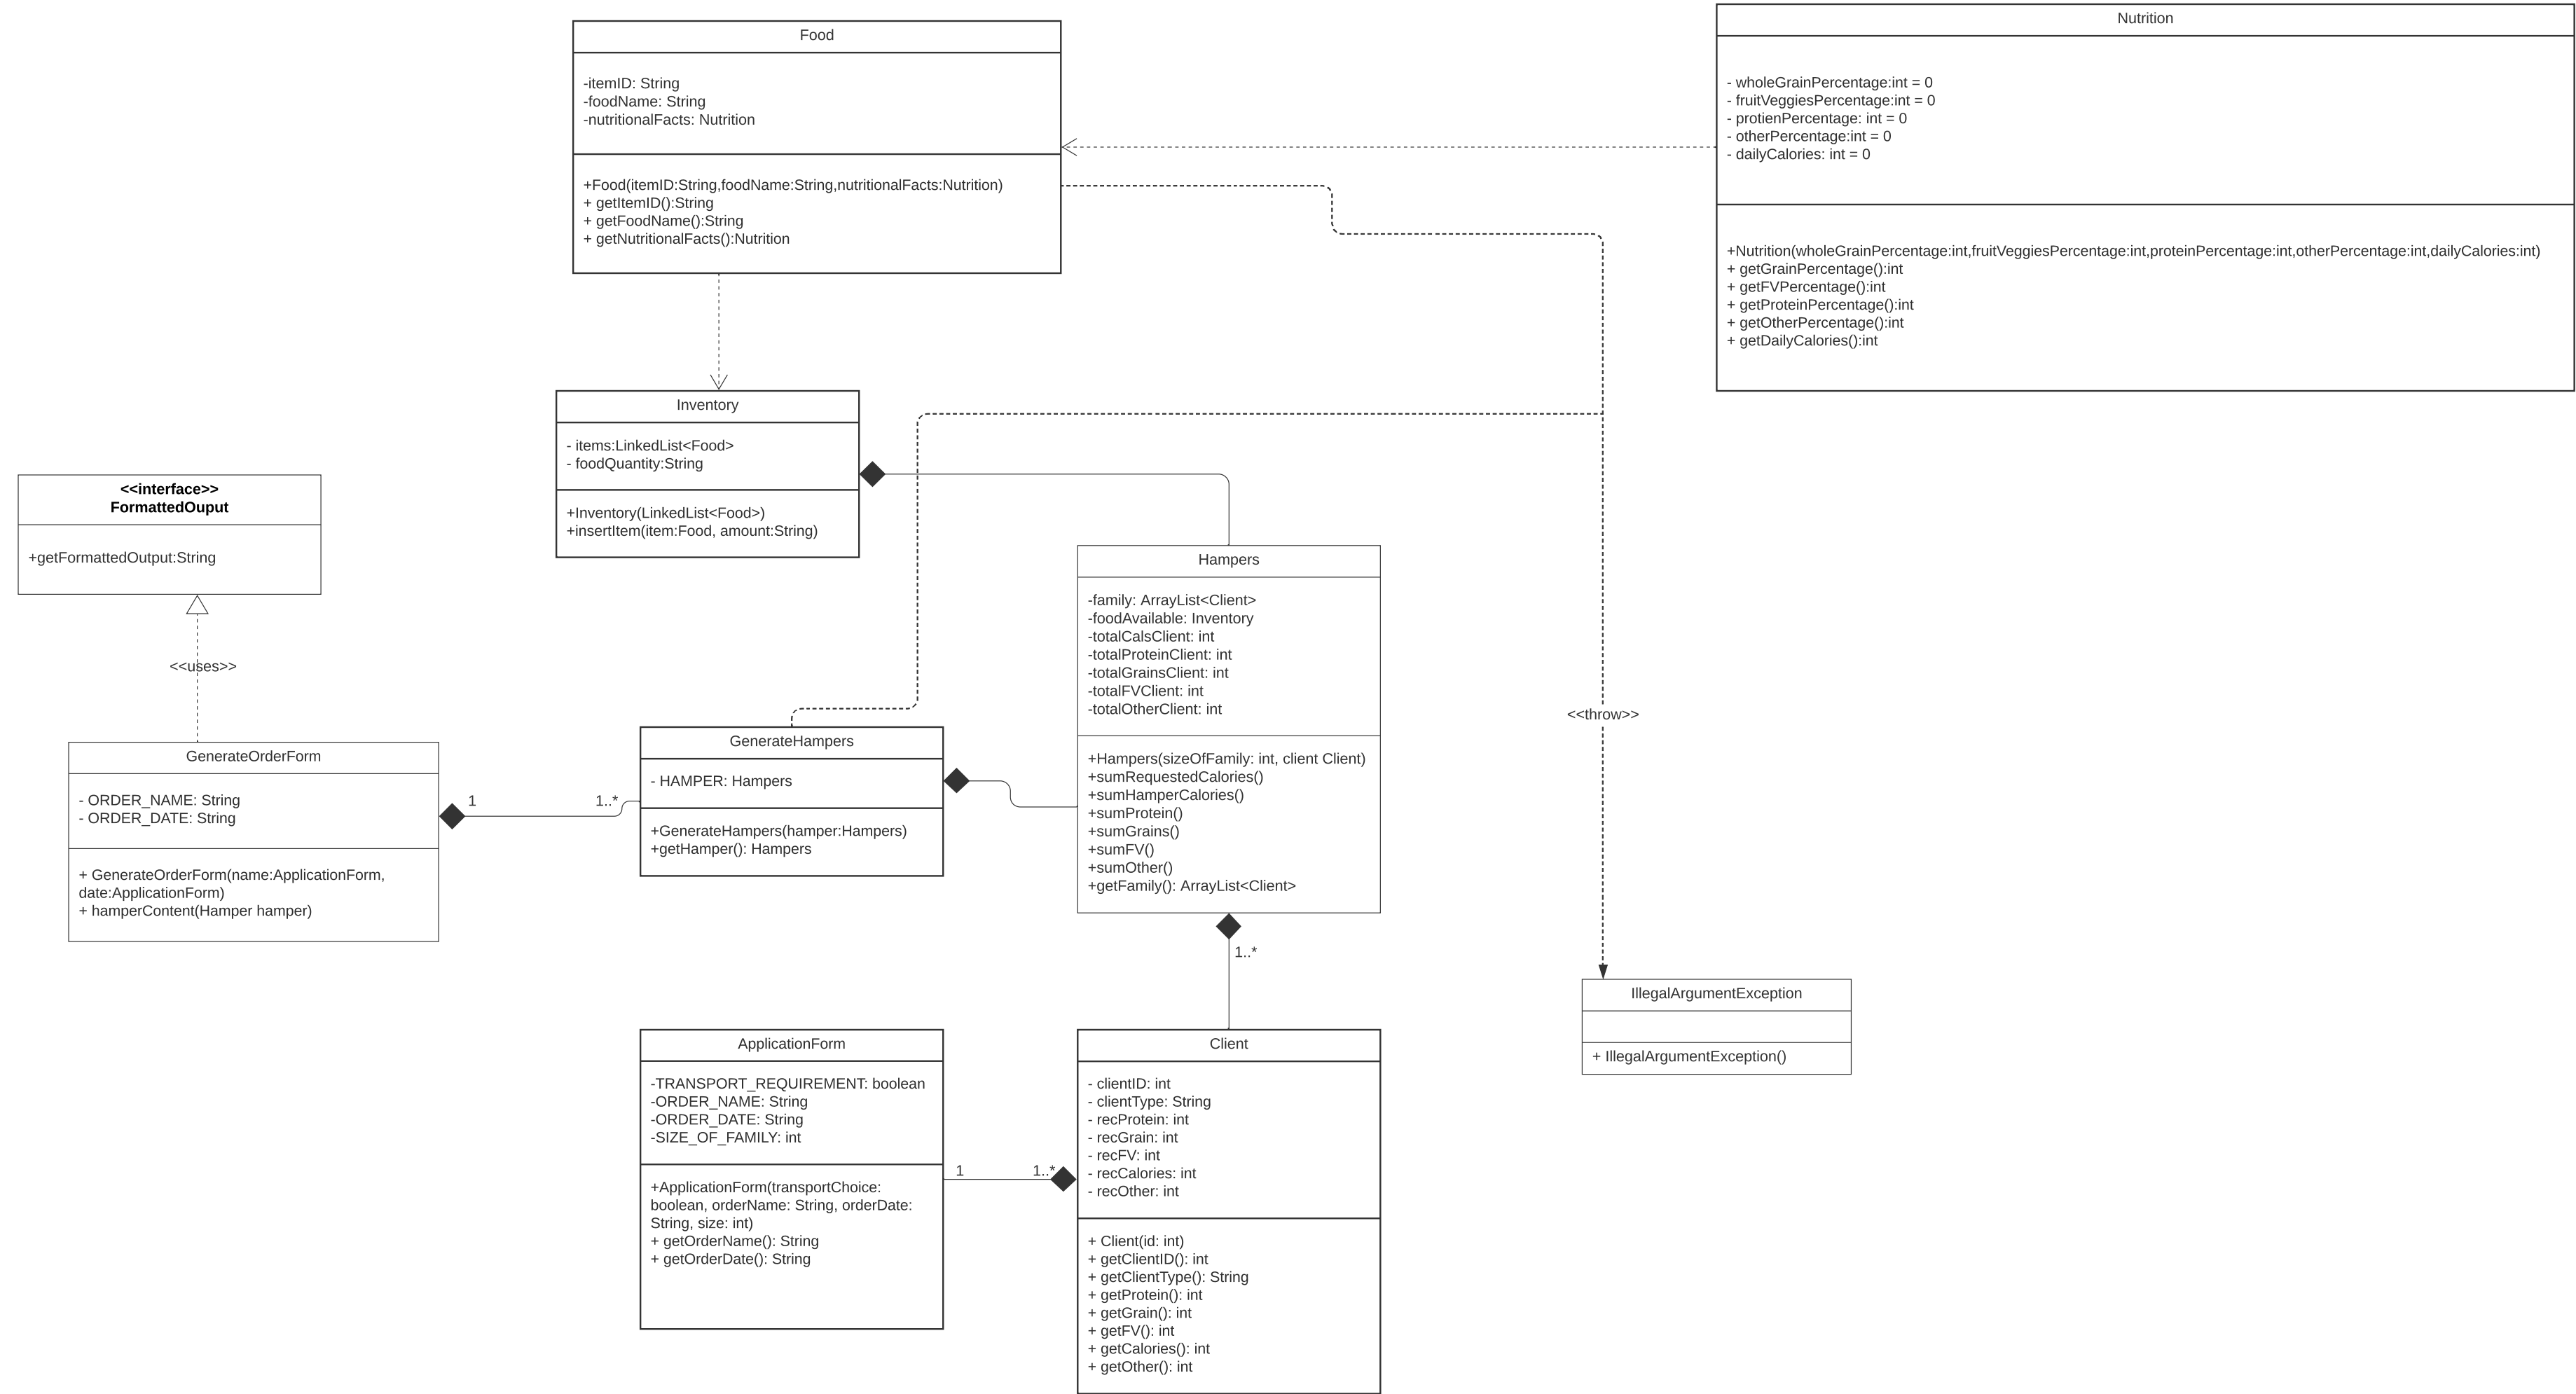 Food
-itemID: String
-foodName: String
-nutritionalFacts: Nutrition
+Food(itemID:String,foodName:String,nutritionalFacts:Nutrition)
+ getItemID():String
+ getFoodName():String
+ getNutritionalFacts():Nutrition
Nutrition
- wholeGrainPercentage:int = 0
- fruitVeggiesPercentage:int = 0
- protienPercentage: int = 0
- otherPercentage:int = 0
- dailyCalories: int = 0
+Nutrition(wholeGrainPercentage:int,fruitVeggiesPercentage:int,proteinPercentage:int,otherPercentage:int,dailyCalories:int)
+ getGrainPercentage():int
+ getFVPercentage():int
+ getProteinPercentage():int
+ getOtherPercentage():int
+ getDailyCalories():int
Inventory
- items:LinkedList<Food>
- foodQuantity:String
+Inventory(LinkedList<Food>)
+insertItem(item:Food, amount:String)
<<interface>>
FormattedOuput
+getFormattedOutput:String
<<uses>>
Hampers
-family: ArrayList<Client>
-foodAvailable: Inventory
-totalCalsClient: int
-totalProteinClient: int
-totalGrainsClient: int
-totalFVClient: int
-totalOtherClient: int
+Hampers(sizeOfFamily: int, client Client)
+sumRequestedCalories()
+sumHamperCalories()
+sumProtein()
+sumGrains()
+sumFV()
+sumOther()
+getFamily(): ArrayList<Client>
<<throw>>
GenerateOrderForm
- ORDER_NAME: String
- ORDER_DATE: String
+ GenerateOrderForm(name:ApplicationForm,
date:ApplicationForm)
+ hamperContent(Hamper hamper)
1
1..*
GenerateHampers
- HAMPER: Hampers
+GenerateHampers(hamper:Hampers)
+getHamper(): Hampers
1..*
IllegalArgumentException
+ IllegalArgumentException()
ApplicationForm
-TRANSPORT_REQUIREMENT: boolean
-ORDER_NAME: String
-ORDER_DATE: String
-SIZE_OF_FAMILY: int
+ApplicationForm(transportChoice:
boolean, orderName: String, orderDate:
String, size: int)
+ getOrderName(): String
+ getOrderDate(): String
1
1..*
Client
- clientID: int
- clientType: String
- recProtein: int
- recGrain: int
- recFV: int
- recCalories: int
- recOther: int
+ Client(id: int)
+ getClientID(): int
+ getClientType(): String
+ getProtein(): int
+ getGrain(): int
+ getFV(): int
+ getCalories(): int
+ getOther(): int